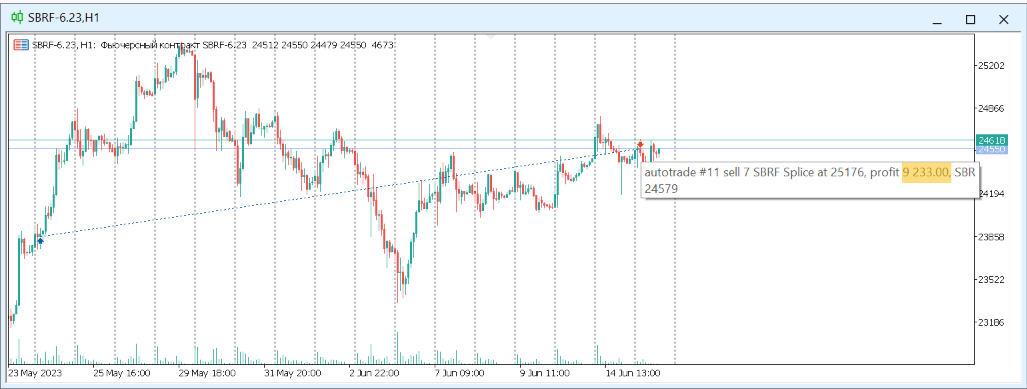 SBRF-6.23,H1
SBRF-6.23, H1: Фьючерсный контракт SBRF-6.23 24512 24550 24479 24550 4673
25202
24866
24618
24550
autotrade #11 sell 7 SBRF Splice at 25176, profit 9 233.00, SBR
24579
24194
23858
23522
23186
23 May 2023 25 May 16:00 29 May 18:00 31 May 20:00 2 Jun 22:00 7 Jun 09:00 9 Jun 11:00 14 Jun 13:00